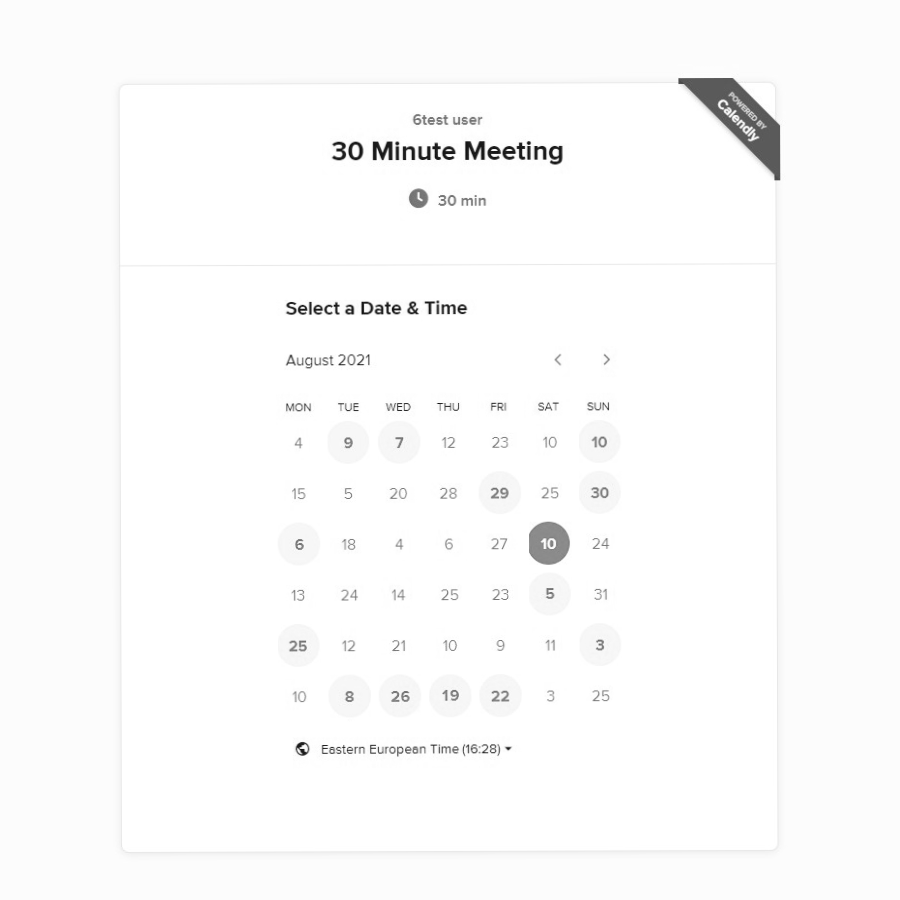 POWERED BY
Calendly
6test user
30 Minute Meeting
30 min
Select a Date & Time
August 2021
MON TUE WED THU FRI SAT SUN
4 9 7 12 23 10 10
15 5 20 28 29 25 30
6 18 4 6 27 10 24
13 24 14 25 23 5 31
25 12 21 10 9 11 3
10 8 26 19 22 3 25
Eastern European Time (16:28)